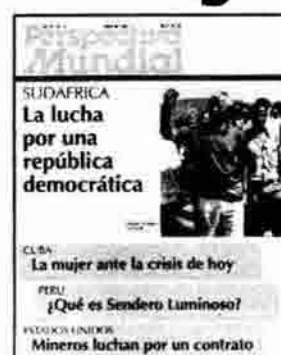 Perspectiva
Mundial
SUDAFRICA
La lucha
por una
república
democrática
CUBA
La mujer ante la crisis de hoy
PERU
¿Qué es Sendero Luminoso?
ESTADOS UNIDOS
Mineros luchan por un contrato